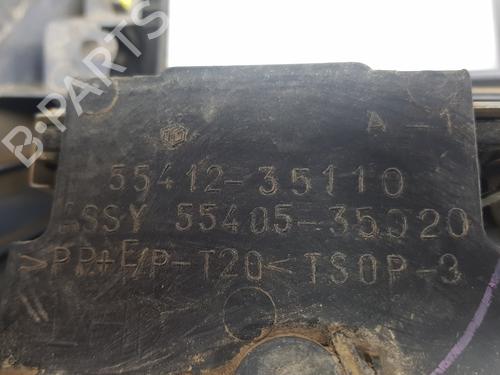 B-PARTS
A-1
55412-35110
ASSY 55405-35020
>PP+E/P-T20< TSOP-3